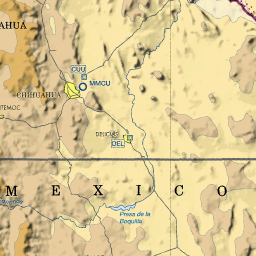 AHUA
CUU
MMCU
CHIHUAHUA
TEMOC
DELICIAS
DEL
M E X I C O
Presa de la
Boquilla